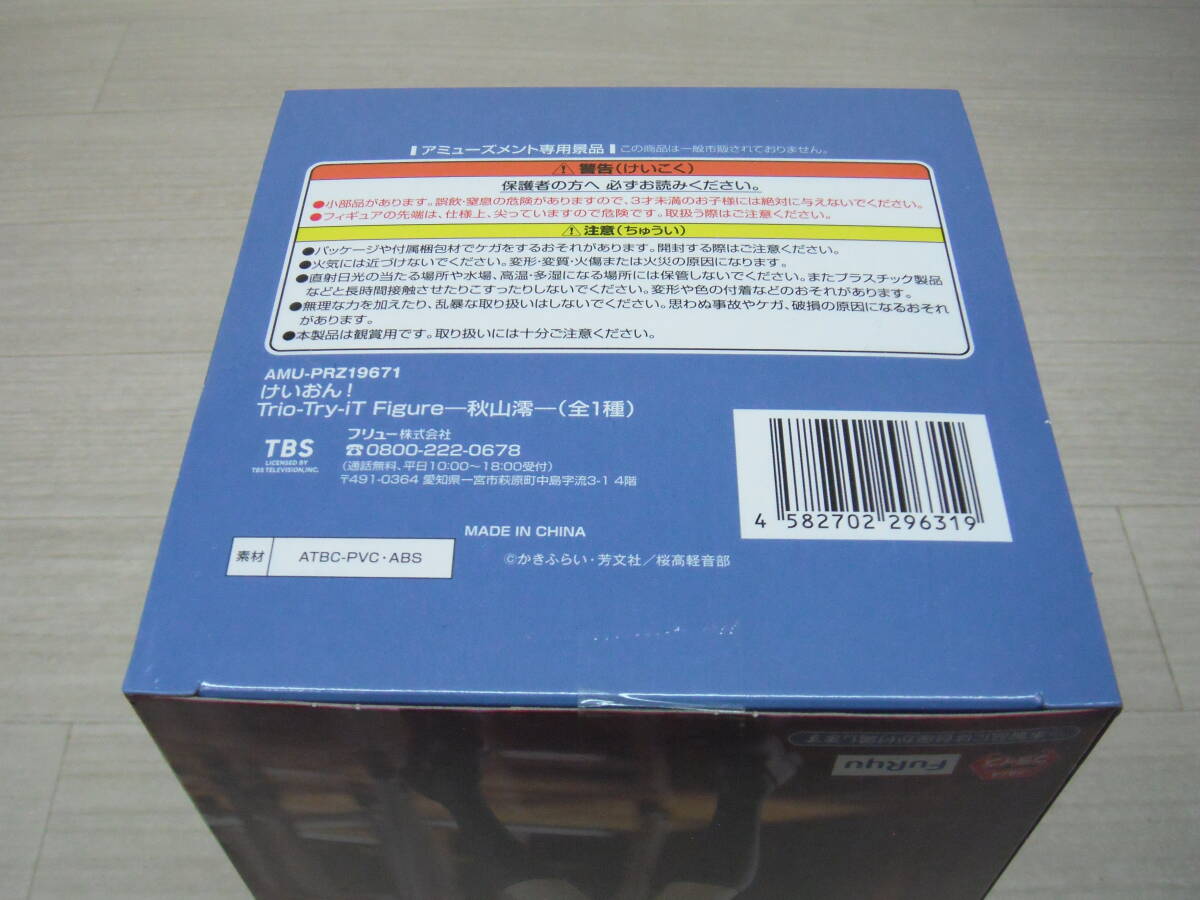 アミューズメント専用景品 この商品は一般市販されておりません。
⚠警告(けいこく)
保護者の方へ 必ずお読みください。
●小部品があります。誤飲・窒息の危険がありますので、3才未満のお子様には絶対に与えないでください。
●フィギュアの先端は、仕様上、尖っていますので危険です。取扱う際はご注意ください。
⚠注意(ちゅうい)
●パッケージや付属梱包材でケガをするおそれがあります。開封する際はご注意ください。
●火気には近づけないでください。変形・変質・火傷または火災の原因になります。
●直射日光の当たる場所や水場、高温・多湿になる場所には保管しないでください。またプラスチック製品
などと長時間接触させたりこすったりしないでください。変形や色の付着などのおそれがあります。
●無理な力を加えたり、乱暴な取り扱いはしないでください。思わぬ事故やケガ、破損の原因になるおそれ
があります。
●本製品は観賞用です。取り扱いには十分ご注意ください。
AMU-PRZ19671
けいおん！
Trio-Try-iT Figure―秋山澪―(全1種)
TBS
LICENSED BY
TBS TELEVISION, INC.
フリュー株式会社
☎0800-222-0678
(通話無料、平日10:00～18:00受付)
〒491-0364 愛知県一宮市萩原町中島字流3-1 4階
4 582702 296319
MADE IN CHINA
素材 ATBC-PVC・ABS
©かきふらい・芳文社／桜高軽音部
本製品には台座が付属します
FuRyu